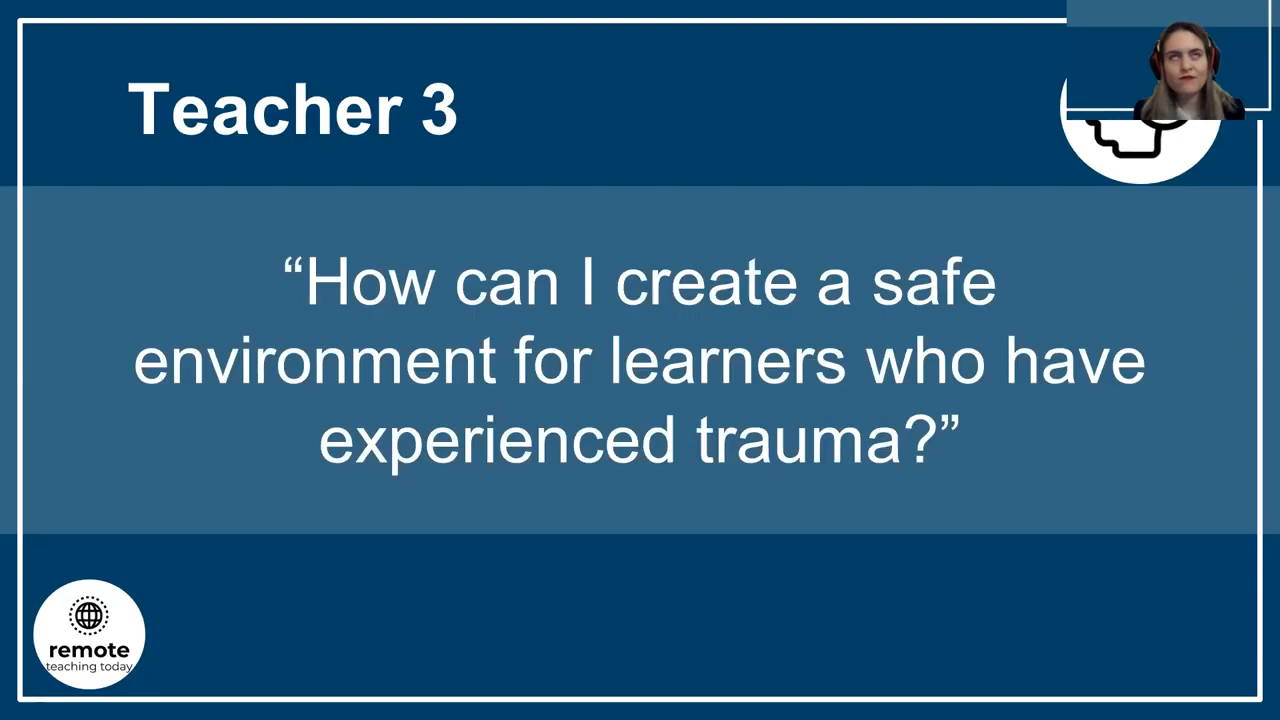 Teacher 3
“How can I create a safe
environment for learners who have
experienced trauma?”
remote
teaching today